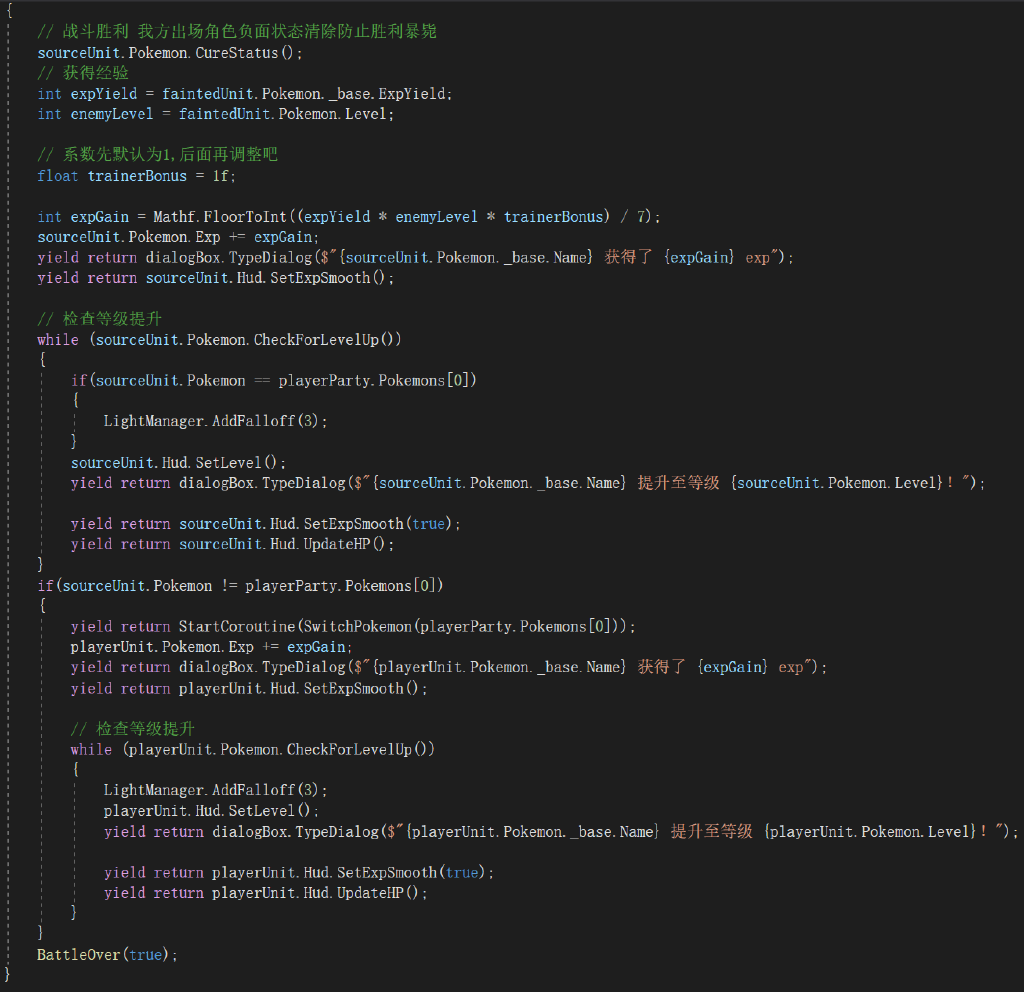 {
// 战斗胜利 我方出场角色负面状态清除防止胜利暴毙
sourceUnit.Pokemon.CureStatus();
// 获得经验
int expYield = faintedUnit.Pokemon._base.ExpYield;
int enemyLevel = faintedUnit.Pokemon.Level;
// 系数先默认为1,后面再调整吧
float trainerBonus = 1f;
int expGain = Mathf.FloorToInt((expYield * enemyLevel * trainerBonus) / 7);
sourceUnit.Pokemon.Exp += expGain;
yield return dialogBox.TypeDialog($"{sourceUnit.Pokemon._base.Name} 获得了 {expGain} exp");
yield return sourceUnit.Hud.SetExpSmooth();
// 检查等级提升
while (sourceUnit.Pokemon.CheckForLevelUp())
{
if(sourceUnit.Pokemon == playerParty.Pokemons[0])
{
LightManager.AddFalloff(3);
}
sourceUnit.Hud.SetLevel();
yield return dialogBox.TypeDialog($"{sourceUnit.Pokemon._base.Name} 提升至等级 {sourceUnit.Pokemon.Level}！");
yield return sourceUnit.Hud.SetExpSmooth(true);
yield return sourceUnit.Hud.UpdateHP();
}
if(sourceUnit.Pokemon != playerParty.Pokemons[0])
{
yield return StartCoroutine(SwitchPokemon(playerParty.Pokemons[0]));
playerUnit.Pokemon.Exp += expGain;
yield return dialogBox.TypeDialog($"{playerUnit.Pokemon._base.Name} 获得了 {expGain} exp");
yield return playerUnit.Hud.SetExpSmooth();
// 检查等级提升
while (playerUnit.Pokemon.CheckForLevelUp())
{
LightManager.AddFalloff(3);
playerUnit.Hud.SetLevel();
yield return dialogBox.TypeDialog($"{playerUnit.Pokemon._base.Name} 提升至等级 {playerUnit.Pokemon.Level}！");
yield return playerUnit.Hud.SetExpSmooth(true);
yield return playerUnit.Hud.UpdateHP();
}
}
BattleOver(true);
}